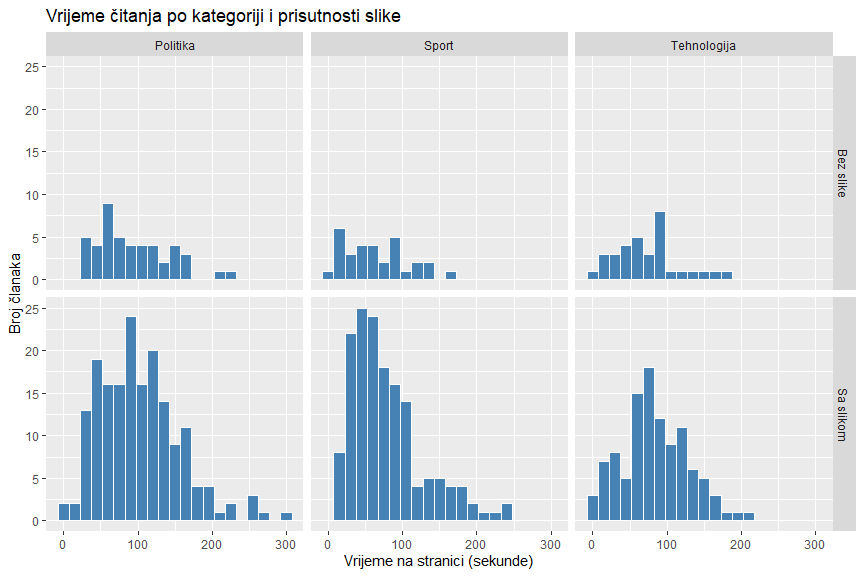 Vrijeme čitanja po kategoriji i prisutnosti slike
Politika
Sport
Tehnologija
25
20
15
10
5
0
Bez slike
Broj članaka
25
20
15
10
5
0
Sa slikom
0 100 200 300
0 100 200 300
0 100 200 300
Vrijeme na stranici (sekunde)